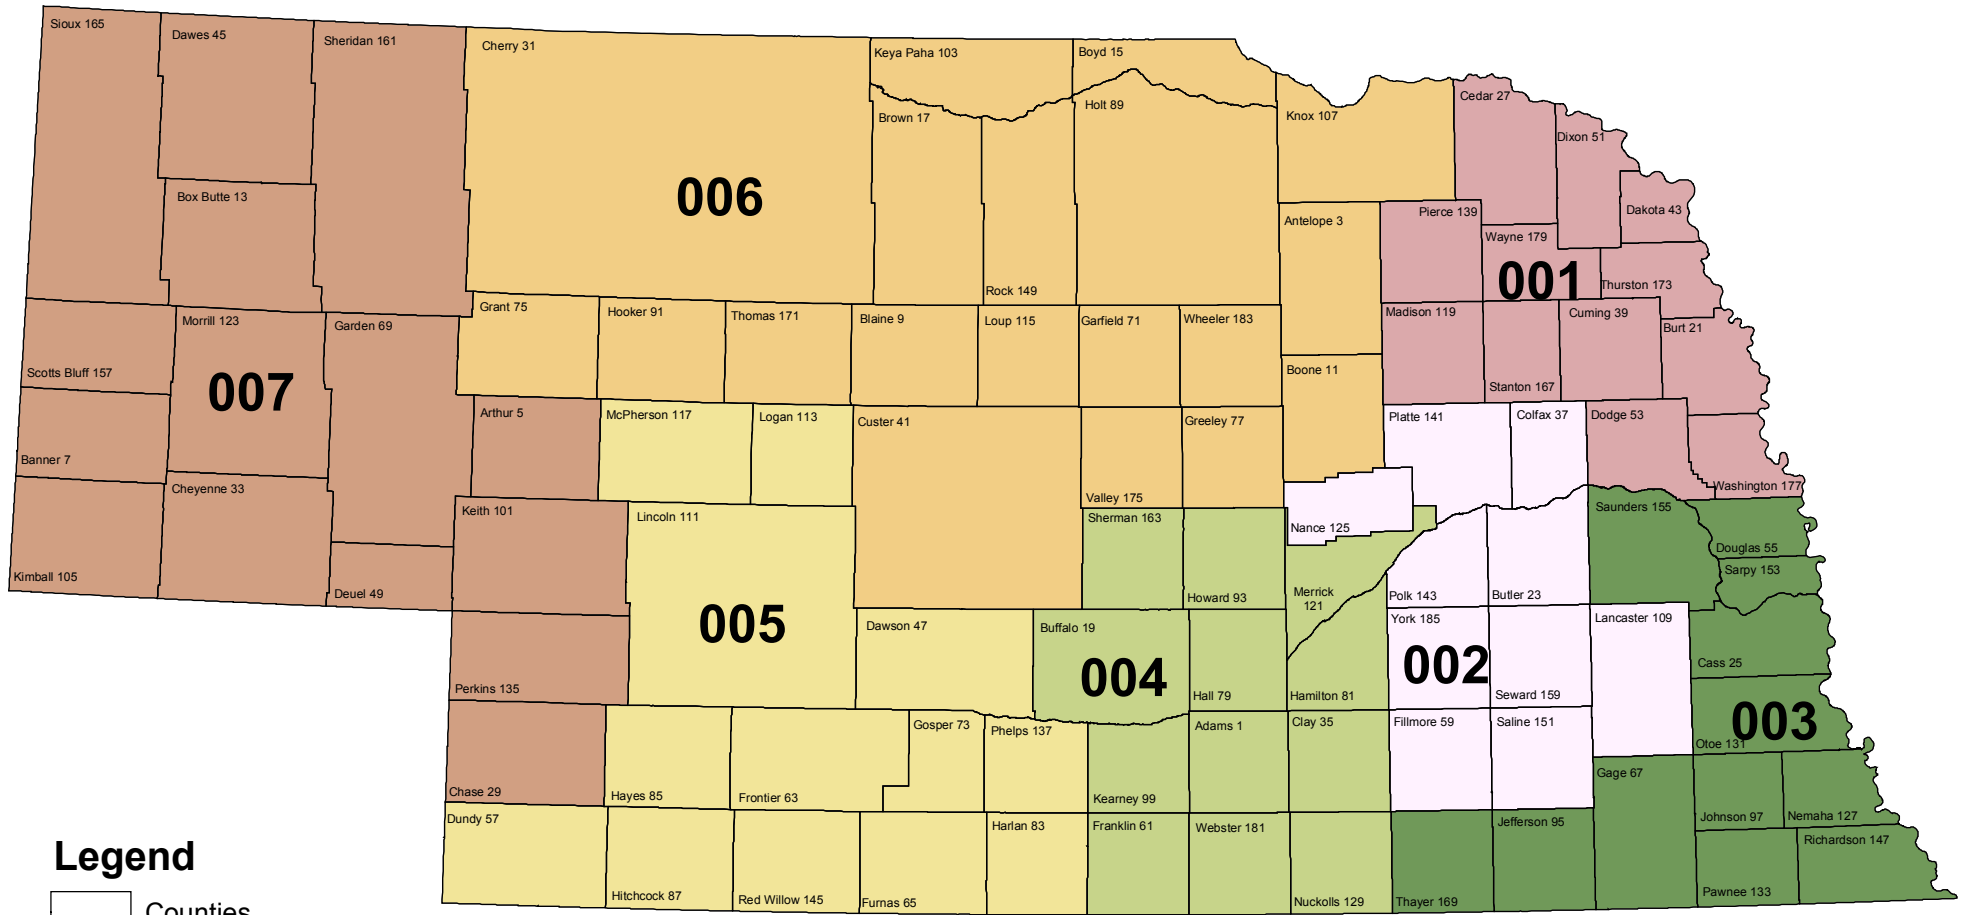 Sioux 165
Dawes 45
Sheridan 161
Cherry 31
Keya Paha 103
Boyd 15
Holt 89
Brown 17
Knox 107
Cedar 27
Dixon 51
Dakota 43
Box Butte 13
006
Antelope 3
Pierce 139
Wayne 179
001
Thurston 173
Rock 149
Grant 75
Hooker 91
Thomas 171
Blaine 9
Loup 115
Garfield 71
Wheeler 183
Madison 119
Cuming 39
Burt 21
Morrill 123
Garden 69
Scotts Bluff 157
007
Boone 11
Stanton 167
Arthur 5
McPherson 117
Logan 113
Custer 41
Greeley 77
Platte 141
Colfax 37
Dodge 53
Banner 7
Cheyenne 33
Valley 175
Washington 177
Keith 101
Lincoln 111
Sherman 163
Nance 125
Saunders 155
Douglas 55
Sarpy 153
Kimball 105
Deuel 49
Howard 93
Merrick
121
Polk 143
Butler 23
005
Dawson 47
Buffalo 19
York 185
Lancaster 109
004
002
Cass 25
Perkins 135
Hall 79
Hamilton 81
Seward 159
003
Gosper 73
Phelps 137
Adams 1
Clay 35
Fillmore 59
Saline 151
Otoe 131
Chase 29
Hayes 85
Frontier 63
Kearney 99
Gage 67
Dundy 57
Harlan 83
Franklin 61
Webster 181
Jefferson 95
Johnson 97
Nemaha 127
Richardson 147
Hitchcock 87
Red Willow 145
Furnas 65
Nuckolls 129
Thayer 169
Pawnee 133
Legend
Counties